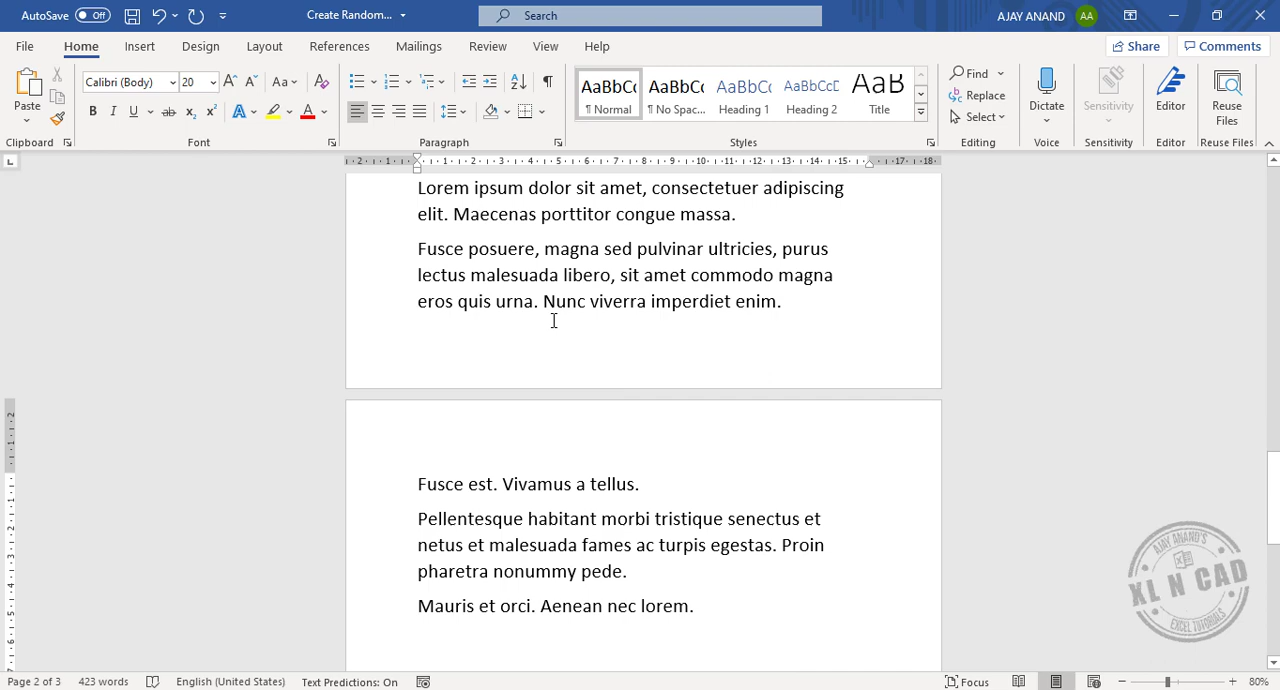 AutoSave Off Create Random... Search AJAY ANAND AA
File Home Insert Design Layout References Mailings Review View Help Share Comments
Calibri (Body) 20 Aa
Paste
AaBbCc AaBbCc AaBbCc AaBbCcD AaB
¶ Normal ¶ No Spac... Heading 1 Heading 2 Title
Find
Replace
Select
Dictate Sensitivity Editor Reuse Files
Clipboard Font Paragraph Styles Editing Voice Sensitivity Editor Reuse Files
Lorem ipsum dolor sit amet, consectetuer adipiscing
elit. Maecenas porttitor congue massa.
Fusce posuere, magna sed pulvinar ultricies, purus
lectus malesuada libero, sit amet commodo magna
eros quis urna. Nunc viverra imperdiet enim.
Fusce est. Vivamus a tellus.
Pellentesque habitant morbi tristique senectus et
netus et malesuada fames ac turpis egestas. Proin
pharetra nonummy pede.
Mauris et orci. Aenean nec lorem.
AJAY ANAND'S
XL N CAD
EXCEL TUTORIALS
Page 2 of 3 423 words English (United States) Text Predictions: On Focus 80%